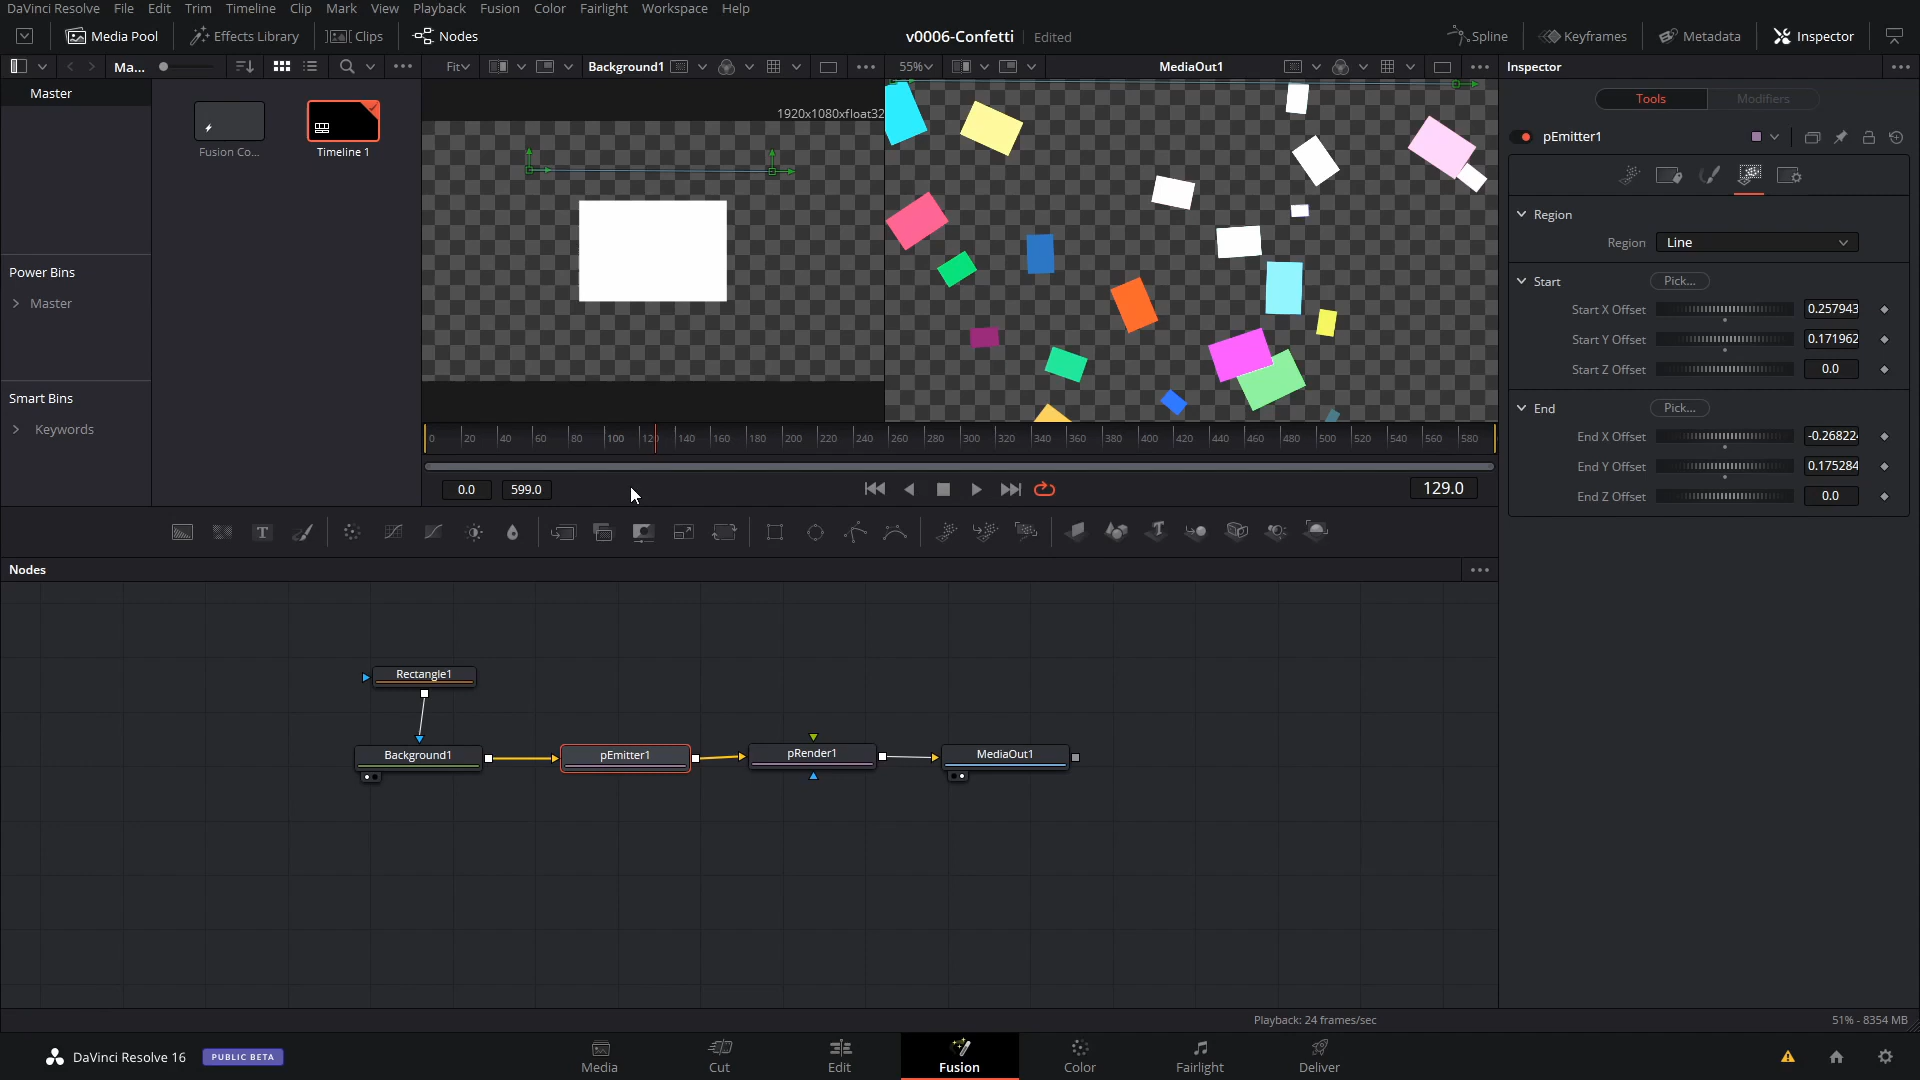 DaVinci Resolve File Edit Trim Timeline Clip Mark View Playback Fusion Color Fairlight Workspace Help
Media Pool Effects Library Clips Nodes v0006-Confetti Edited Spline Keyframes Metadata Inspector
Ma... Fit Background1 55% MediaOut1 Inspector
Master
Fusion Co...
Timeline 1
Power Bins
Master
Smart Bins
Keywords
1920x1080xfloat32
0 20 40 60 80 100 120 140 160 180 200 220 240 260 280 300 320 340 360 380 400 420 440 460 480 500 520 540 560 580
0.0 599.0 129.0
T
Tools Modifiers
pEmitter1
Region
Region Line
Start Pick...
Start X Offset 0.257943
Start Y Offset 0.171962
Start Z Offset 0.0
End Pick...
End X Offset -0.268224
End Y Offset 0.175284
End Z Offset 0.0
Nodes
Rectangle1
Background1 pEmitter1 pRender1 MediaOut1
Playback: 24 frames/sec 51% - 8354 MB
DaVinci Resolve 16 PUBLIC BETA
Media Cut Edit Fusion Color Fairlight Deliver